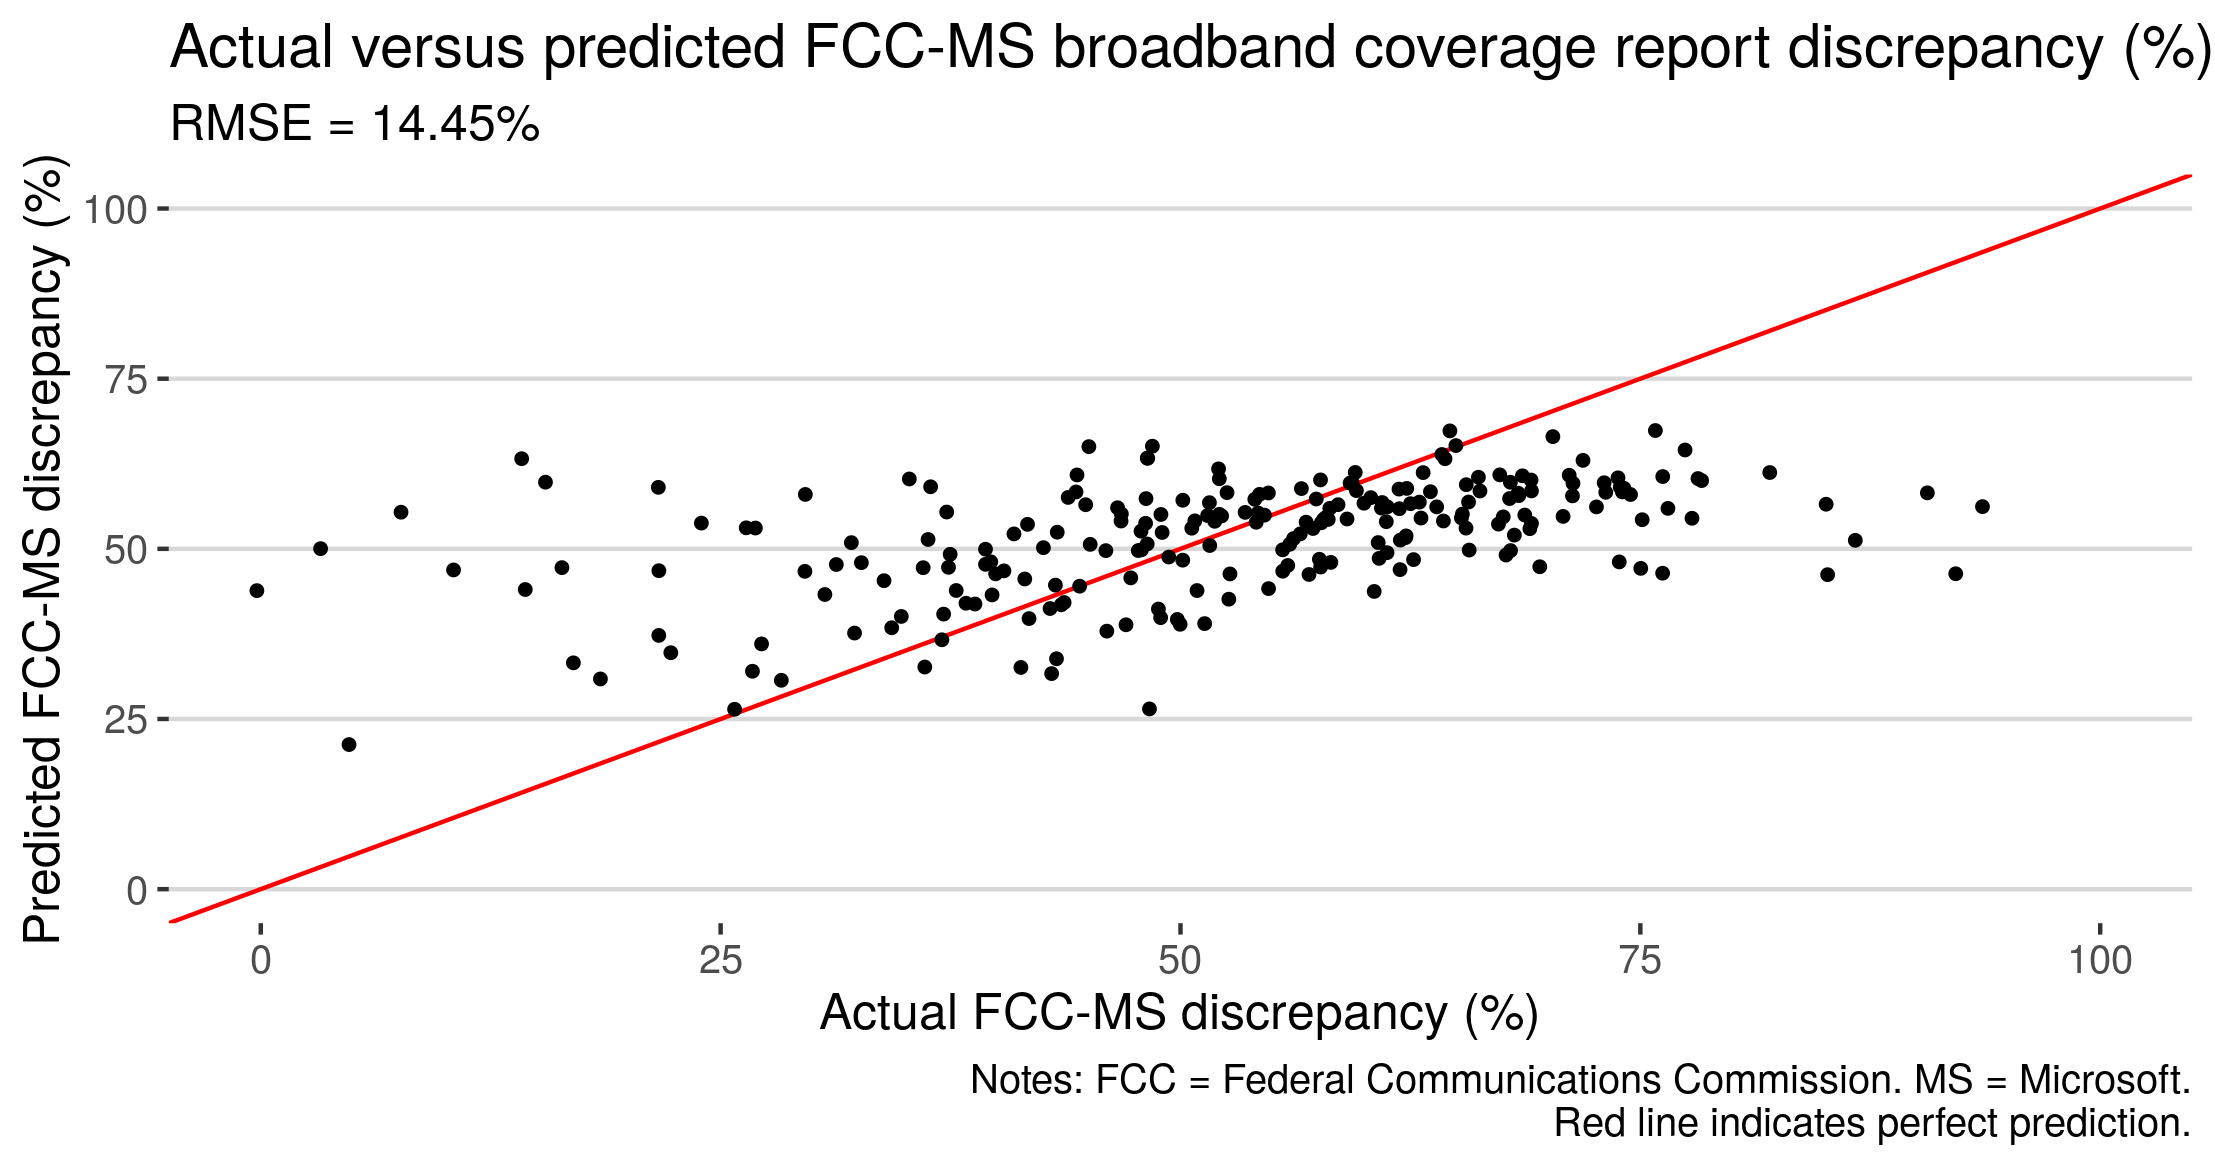 Actual versus predicted FCC-MS broadband coverage report discrepancy (%)
RMSE = 14.45%
Predicted FCC-MS discrepancy (%)
100
75
50
25
0
0 25 50 75 100
Actual FCC-MS discrepancy (%)
Notes: FCC = Federal Communications Commission. MS = Microsoft.
Red line indicates perfect prediction.